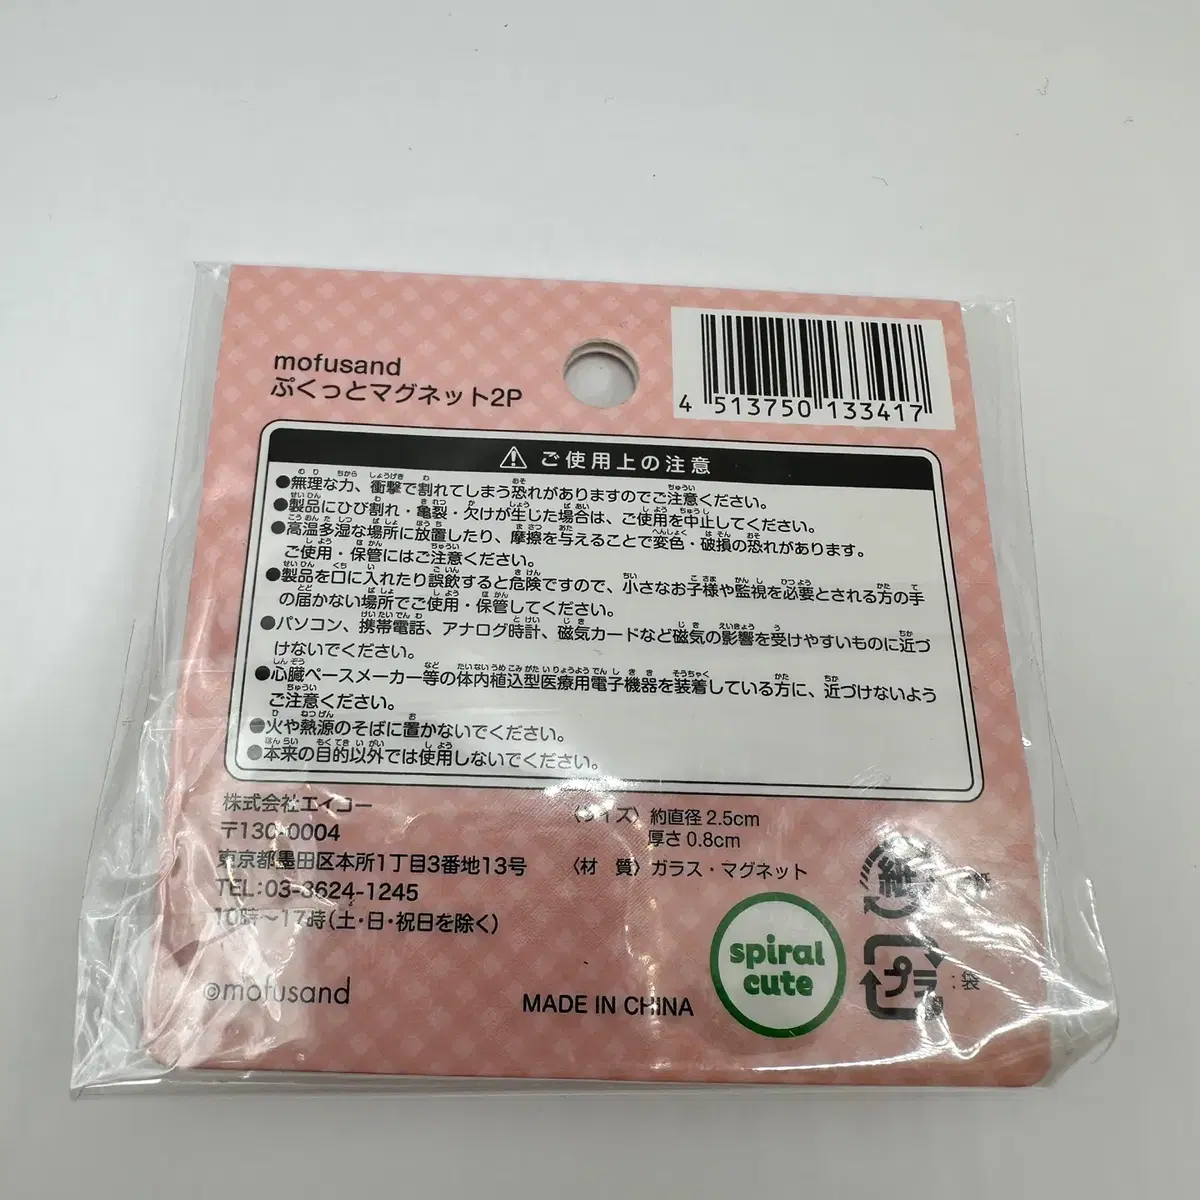 mofusand
ぷくっとマグネット2P
4 513750 133417
ご使用上の注意
●無理な力、衝撃で割れてしまう恐れがありますのでご注意ください。
●製品にひび割れ・亀裂・欠けが生じた場合は、ご使用を中止してください。
●高温多湿な場所に放置したり、摩擦を与えることで変色・破損の恐れがあります。
ご使用・保管にはご注意ください。
●製品を口に入れたり誤飲すると危険ですので、小さなお子様や監視を必要とされる方の手
の届かない場所でご使用・保管してください。
●パソコン、携帯電話、アナログ時計、磁気カードなど磁気の影響を受けやすいものに近づ
けないでください。
●心臓ペースメーカー等の体内植込型医療用電子機器を装着している方に、近づけないよう
ご注意ください。
●火や熱源のそばに置かないでください。
●本来の目的以外では使用しないでください。
株式会社エイコー
〒130-0004
東京都墨田区本所1丁目3番地13号
TEL:03-3624-1245
10時～17時(土・日・祝日を除く)
〈サイズ〉 約直径2.5cm
厚さ0.8cm
〈材 質〉 ガラス・マグネット
紙
spiral
cute
プラ
:袋
©mofusand
MADE IN CHINA